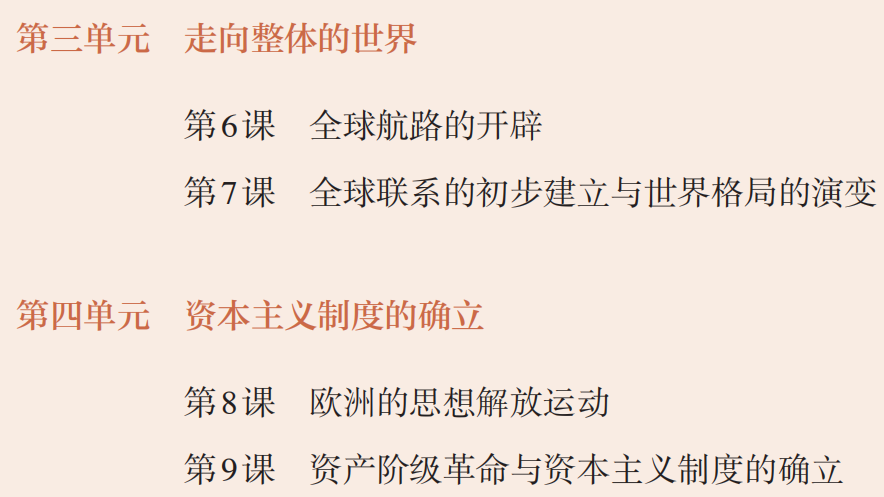 第三单元 走向整体的世界
第6课 全球航路的开辟
第7课 全球联系的初步建立与世界格局的演变
第四单元 资本主义制度的确立
第8课 欧洲的思想解放运动
第9课 资产阶级革命与资本主义制度的确立